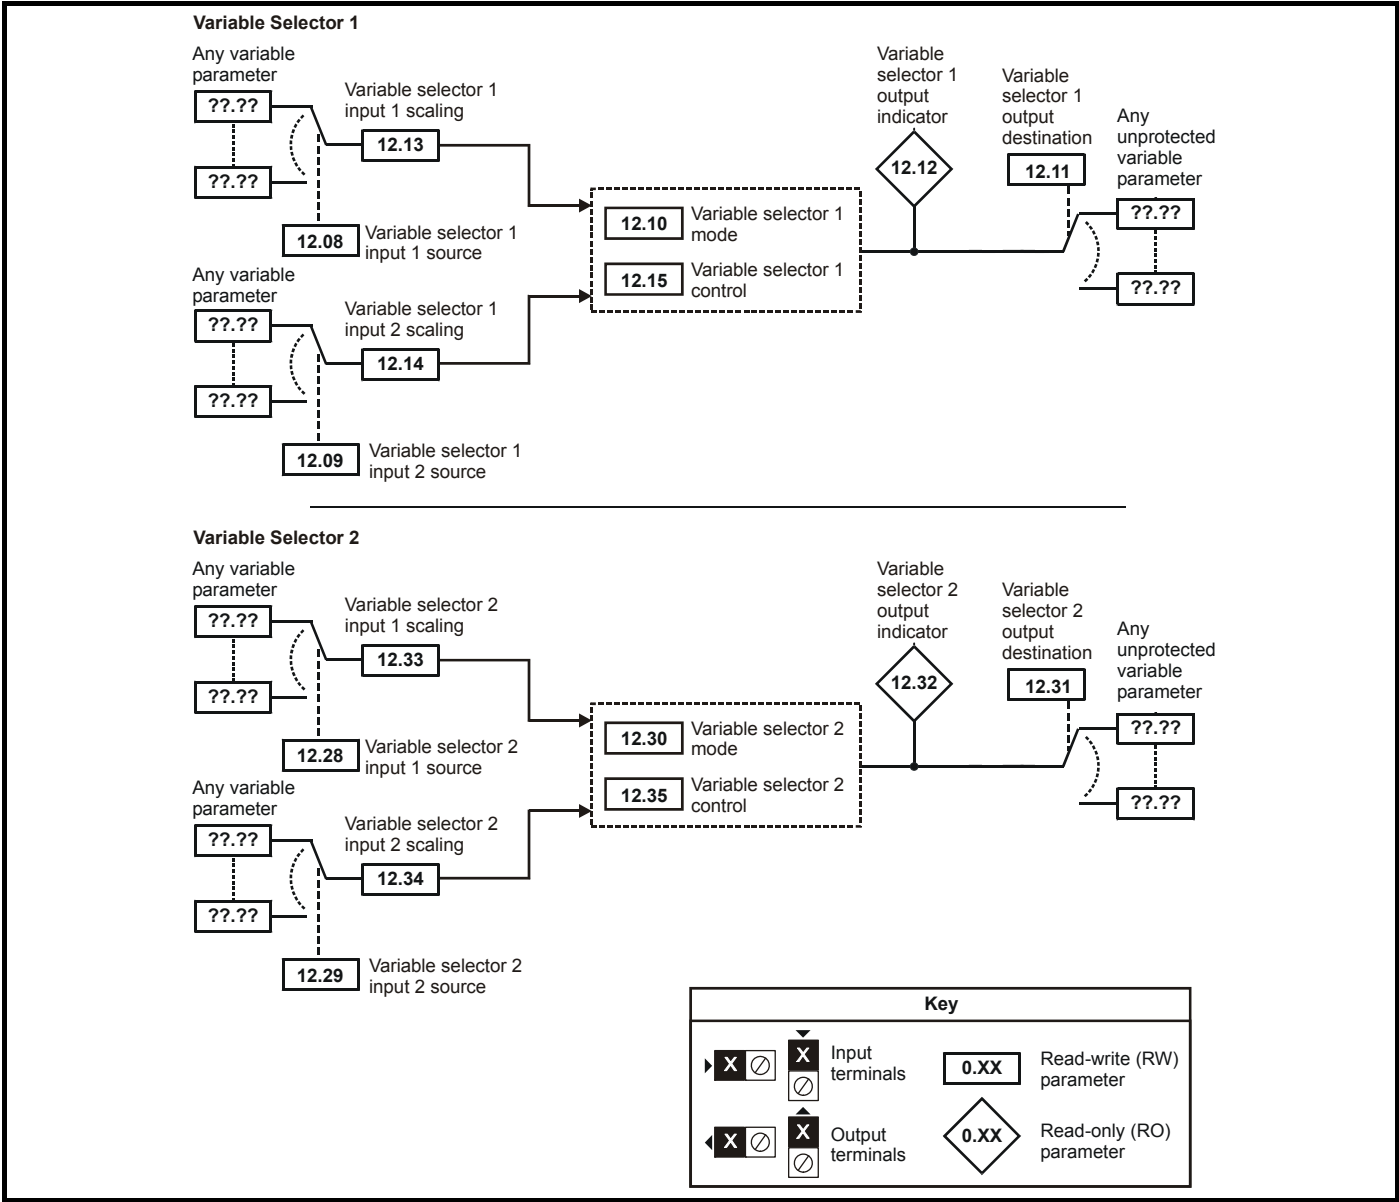 Variable Selector 1
Any variable
parameter
??.??
??.??
Variable selector 1
input 1 scaling
12.13
12.08
Variable selector 1
input 1 source
Any variable
parameter
??.??
??.??
Variable selector 1
input 2 scaling
12.14
12.09
Variable selector 1
input 2 source
12.10
Variable selector 1
mode
12.15
Variable selector 1
control
Variable
selector 1
output
indicator
12.12
Variable
selector 1
output
destination
12.11
Any
unprotected
variable
parameter
??.??
??.??
Variable Selector 2
Any variable
parameter
??.??
??.??
Variable selector 2
input 1 scaling
12.33
12.28
Variable selector 2
input 1 source
Any variable
parameter
??.??
??.??
Variable selector 2
input 2 scaling
12.34
12.29
Variable selector 2
input 2 source
12.30
Variable selector 2
mode
12.35
Variable selector 2
control
Variable
selector 2
output
indicator
12.32
Variable
selector 2
output
destination
12.31
Any
unprotected
variable
parameter
??.??
??.??
Key
X
X
Input
terminals
0.XX
Read-write (RW)
parameter
X
X
Output
terminals
0.XX
Read-only (RO)
parameter